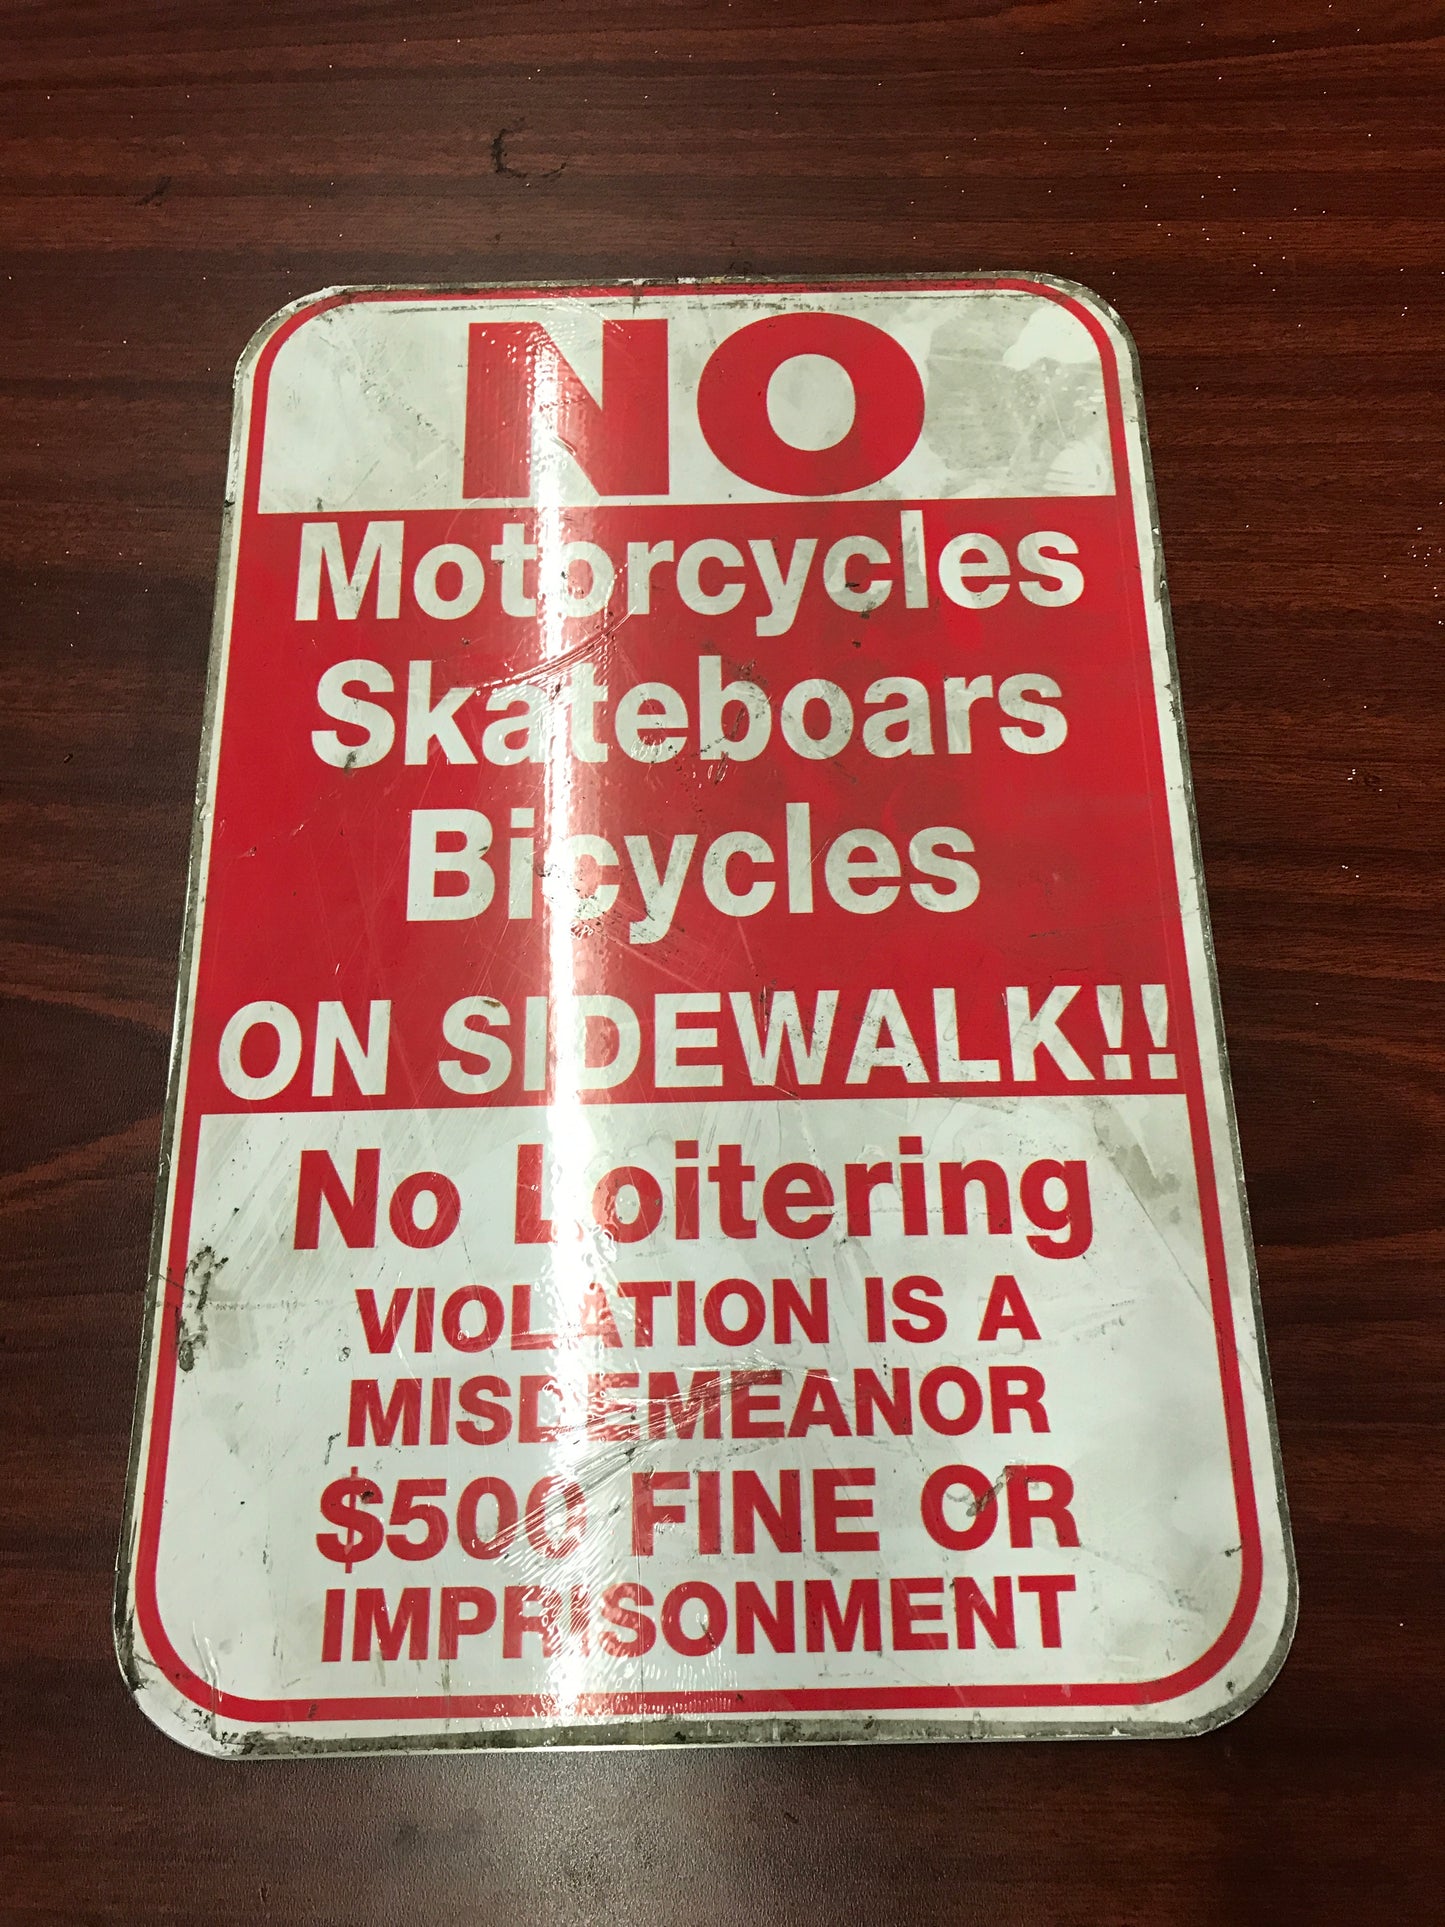 NO
Motorcycles
Skateboars
Bicycles
ON SIDEWALK!!
No Loitering
VIOLATION IS A
MISDEMEANOR
$500 FINE OR
IMPRISONMENT